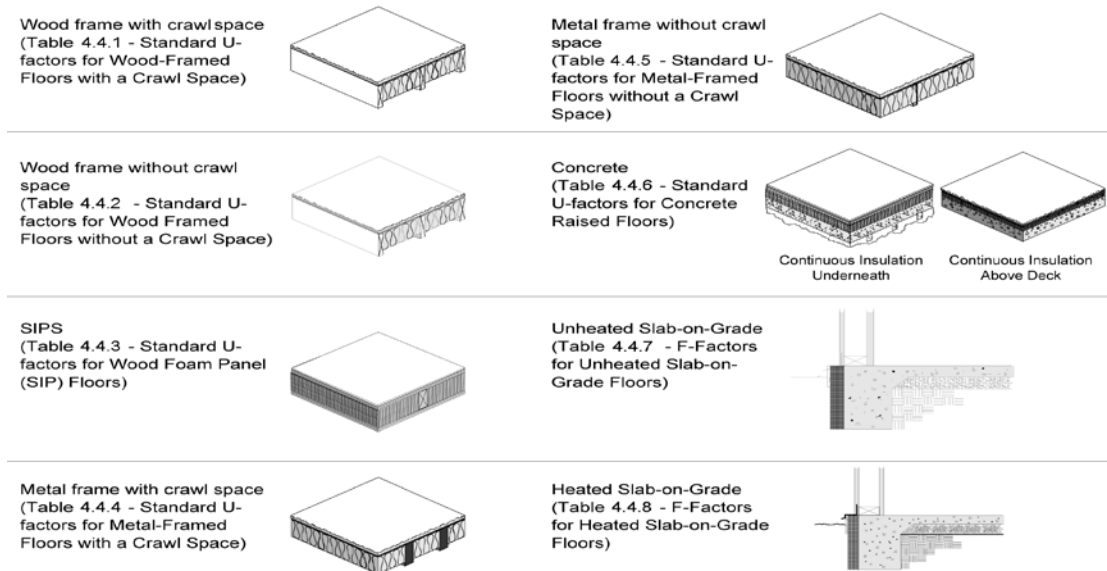 Wood frame with crawl space
(Table 4.4.1 - Standard U-
factors for Wood-Framed
Floors with a Crawl Space)
Metal frame without crawl
space
(Table 4.4.5 - Standard U-
factors for Metal-Framed
Floors without a Crawl
Space)
Wood frame without crawl
space
(Table 4.4.2 - Standard U-
factors for Wood Framed
Floors without a Crawl Space)
Concrete
(Table 4.4.6 - Standard
U-factors for Concrete
Raised Floors)
Continuous Insulation
Underneath
Continuous Insulation
Above Deck
SIPS
(Table 4.4.3 - Standard U-
factors for Wood Foam Panel
(SIP) Floors)
Unheated Slab-on-Grade
(Table 4.4.7 - F-Factors
for Unheated Slab-on-
Grade Floors)
Metal frame with crawl space
(Table 4.4.4 - Standard U-
factors for Metal-Framed
Floors with a Crawl Space)
Heated Slab-on-Grade
(Table 4.4.8 - F-Factors
for Heated Slab-on-Grade
Floors)